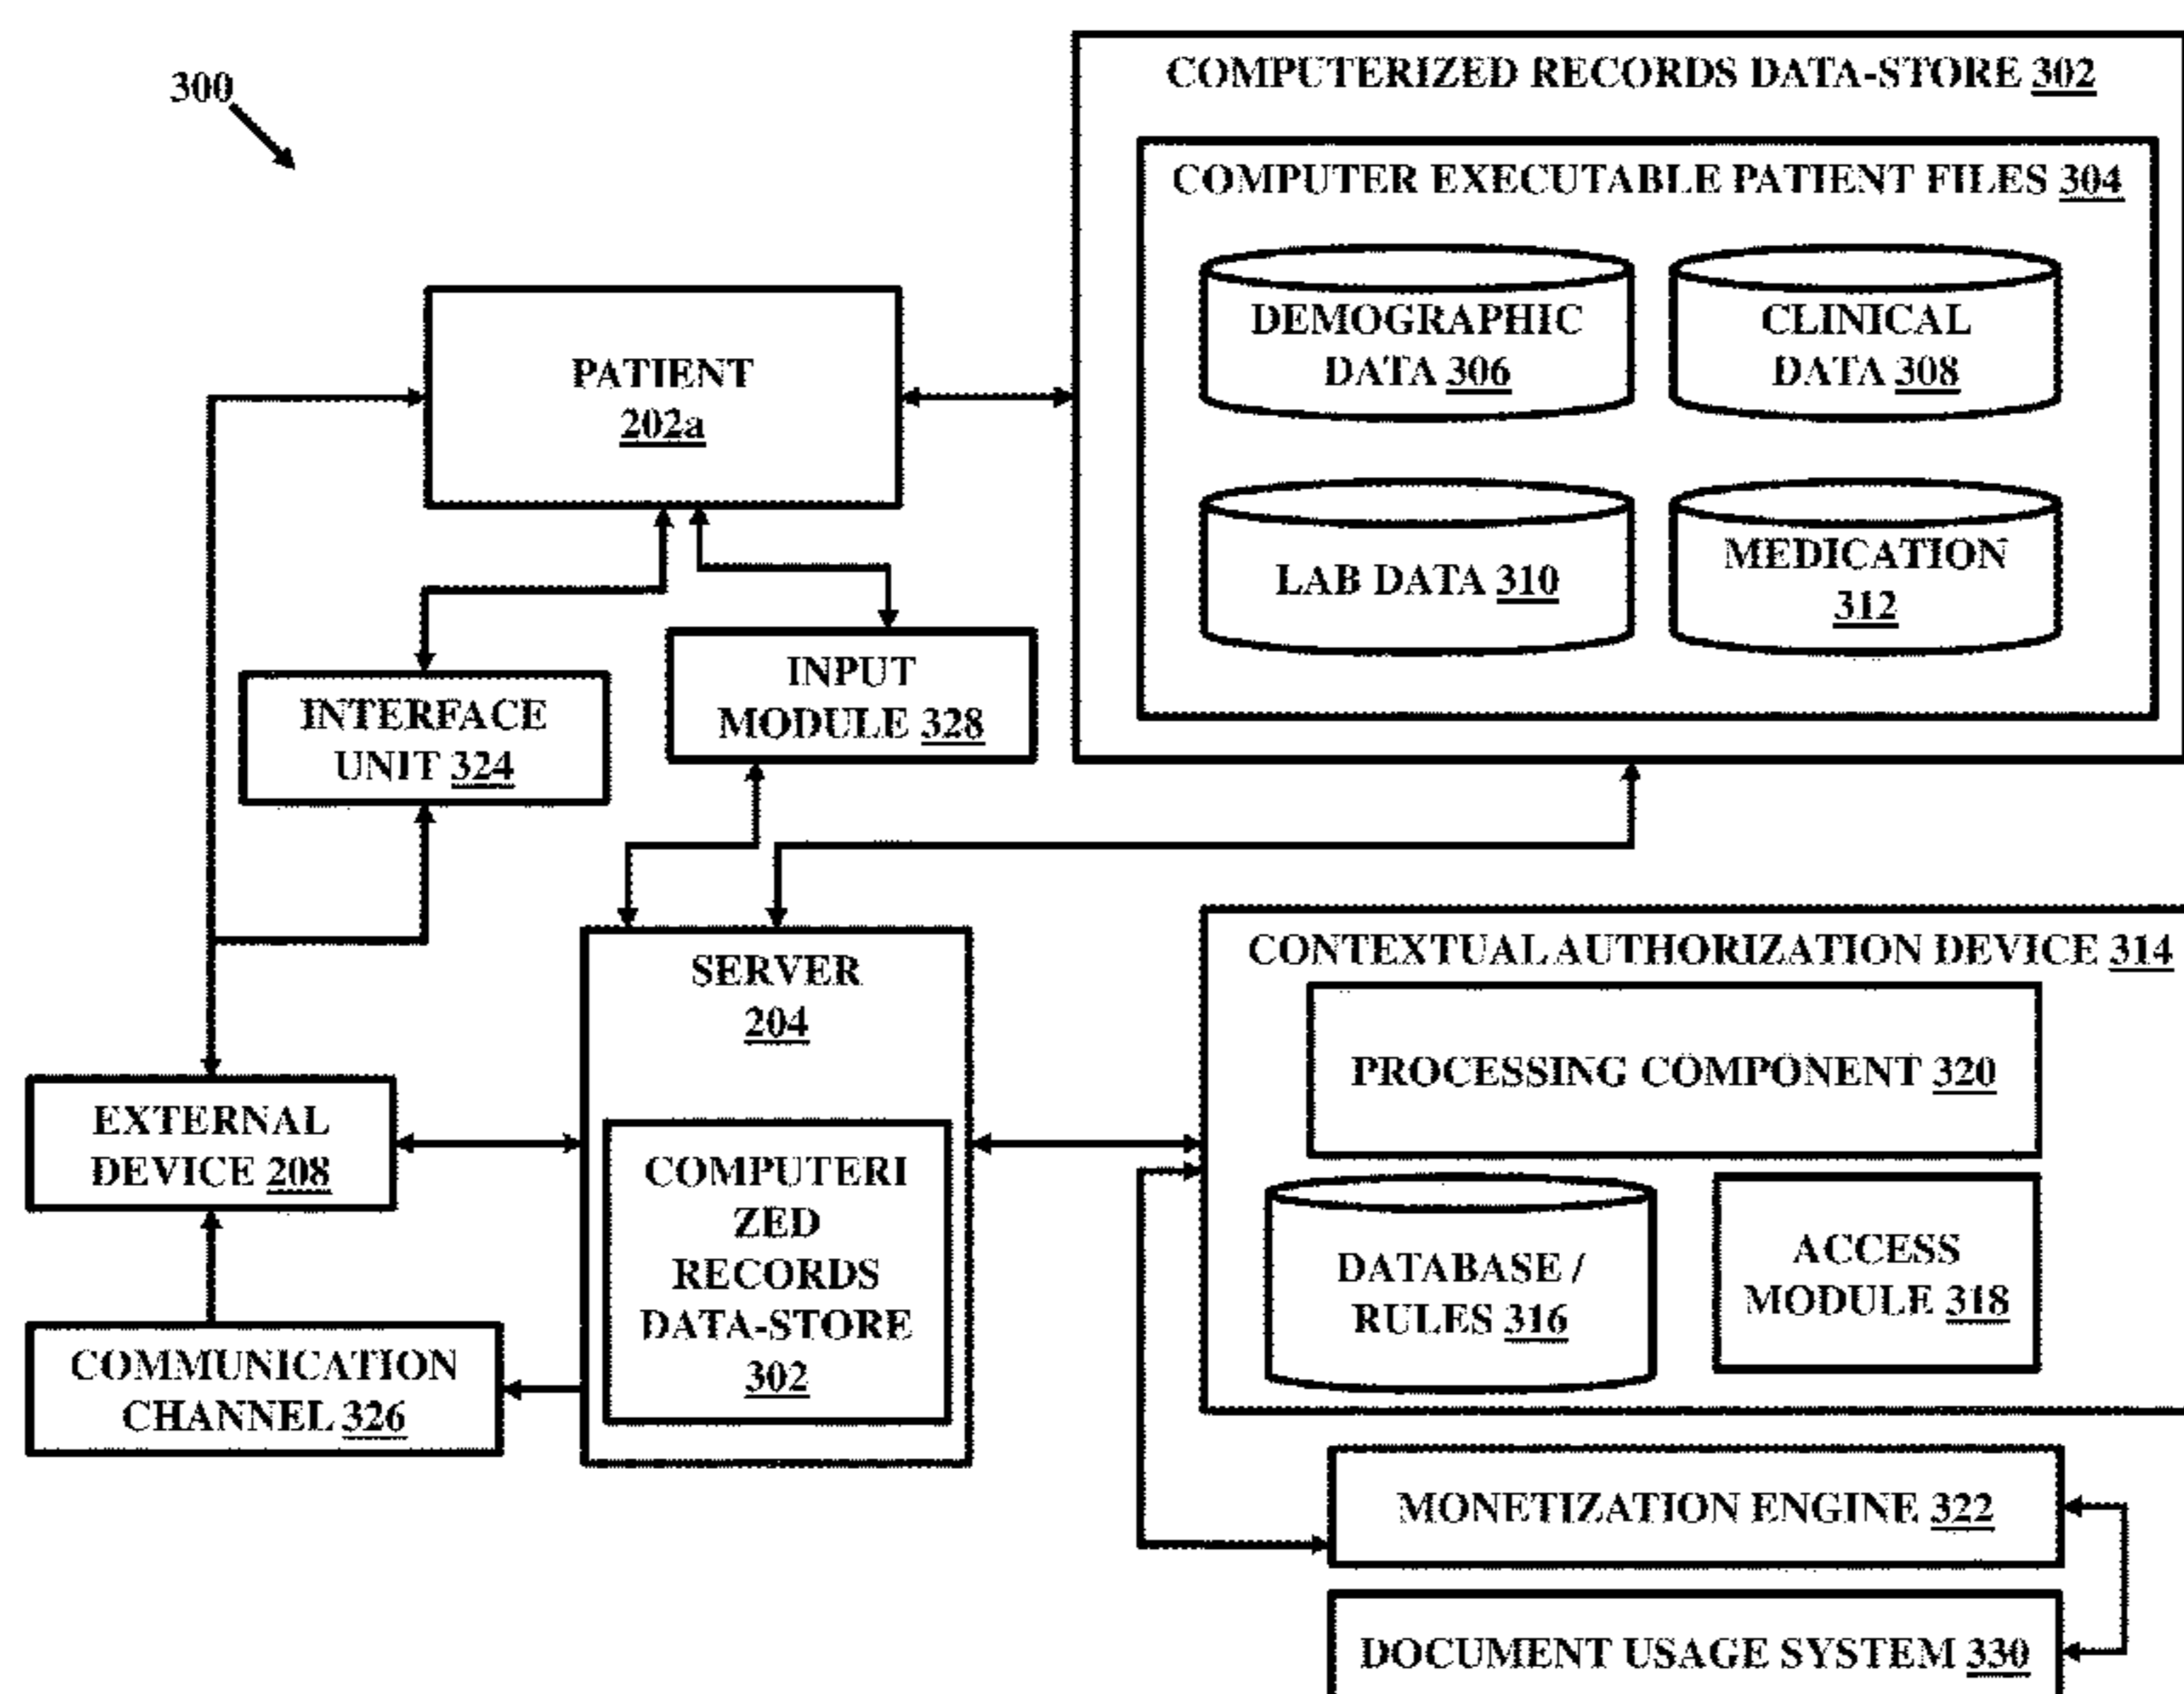 300
COMPUTERIZED RECORDS DATA-STORE 302
COMPUTER EXECUTABLE PATIENT FILES 304
DEMOGRAPHIC
DATA 306
CLINICAL
DATA 308
LAB DATA 310
MEDICATION
312
PATIENT
202a
INPUT
MODULE 328
INTERFACE
UNIT 324
SERVER
204
COMPUTERI
ZED
RECORDS
DATA-STORE
302
EXTERNAL
DEVICE 208
COMMUNICATION
CHANNEL 326
CONTEXTUAL AUTHORIZATION DEVICE 314
PROCESSING COMPONENT 320
DATABASE /
RULES 316
ACCESS
MODULE 318
MONETIZATION ENGINE 322
DOCUMENT USAGE SYSTEM 330